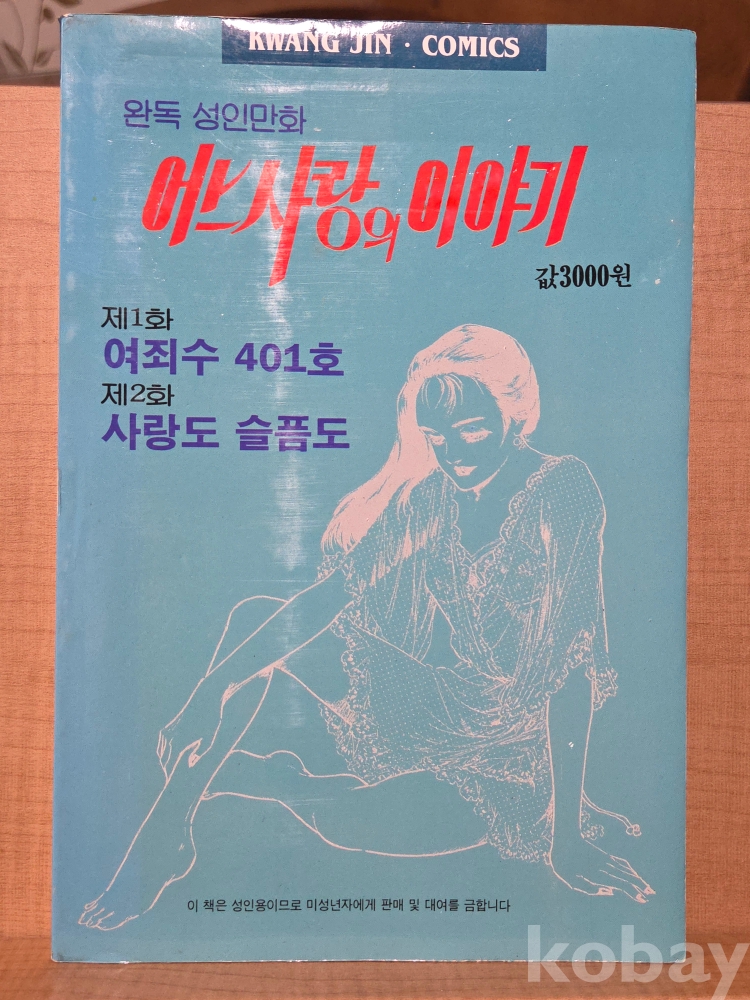 KWANG JIN · COMICS
완독 성인만화
어느 사랑의 이야기
값3000원
제1화
여죄수 401호
제2화
사랑도 슬픔도
이 책은 성인용이므로 미성년자에게 판매 및 대여를 금합니다
kobay